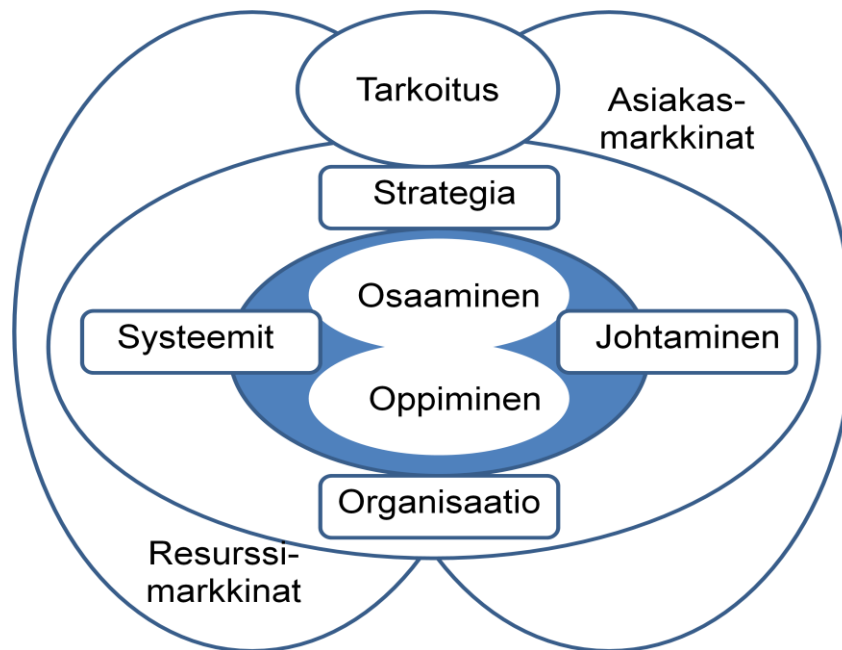 Tarkoitus
Asiakas-
markkinat
Strategia
Osaaminen
Systeemit
Johtaminen
Oppiminen
Organisaatio
Resurssi-
markkinat